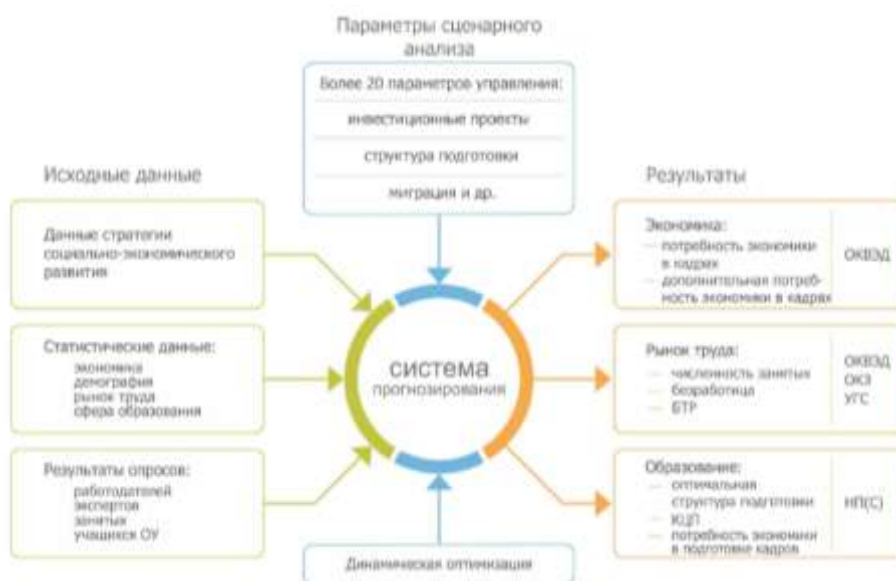 Параметры сценарного
анализа
Более 20 параметров управления:
инвестиционные проекты
структура подготовки
миграция и др.
Исходные данные
Данные стратегии
социально-экономического
развития
Статистические данные:
экономика
демография
рынок труда
сфера образования
Результаты опросов:
работодателей
экспертов
занятых
учащихся ОУ
система
прогнозирования
Динамическая оптимизация
Результаты
Экономика:
— потребность экономики
в кадрах
— дополнительная потреб-
ность экономики в кадрах
ОКВЭД
Рынок труда:
— численность занятых
— безработица
— БТР
ОКВЭД
ОКЗ
УГС
Образование:
— оптимальная
структура подготовки
— КЦП
— потребность экономики
в подготовке кадров
НП(С)